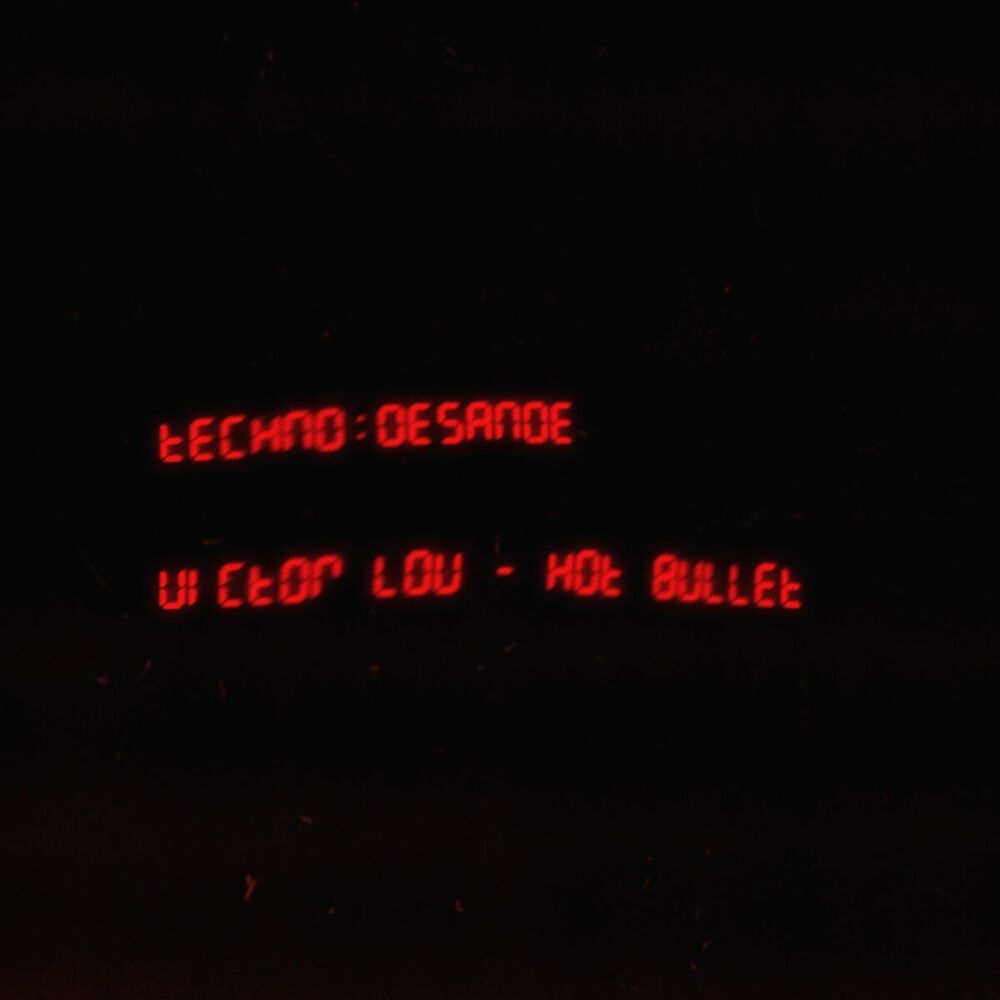 tECHNO:DESANDE
VICtOr LOU - HOt BULLEt